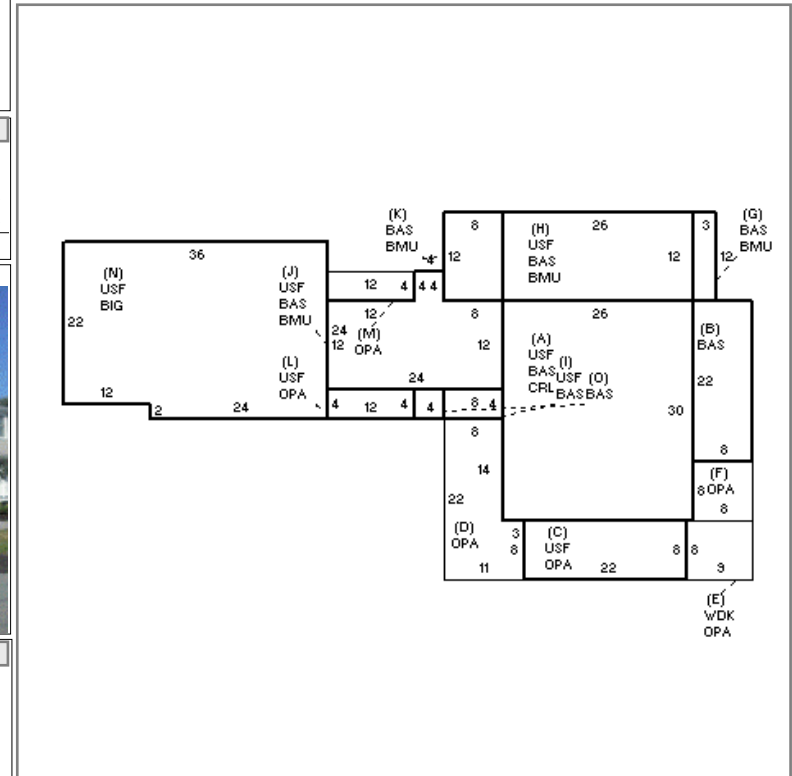 (K)
BAS
BMU
8
(H)
USF
BAS
BMU
26
3
(G)
BAS
BMU
4
12
12
12
36
(N)
USF
BIG
(J)
USF
BAS
BMU
12
4
4
4
22
12
8
26
(B)
BAS
24
12
(M)
OPA
12
(A)
USF
BAS
CRL
(I)
USF
BAS
(O)
BAS
22
(L)
USF
OPA
24
12
2
24
4
12
4
4
8
4
30
8
8
14
(F)
OPA
8
8
22
(D)
OPA
3
8
(C)
USF
OPA
8
8
11
22
9
(E)
WDK
OPA